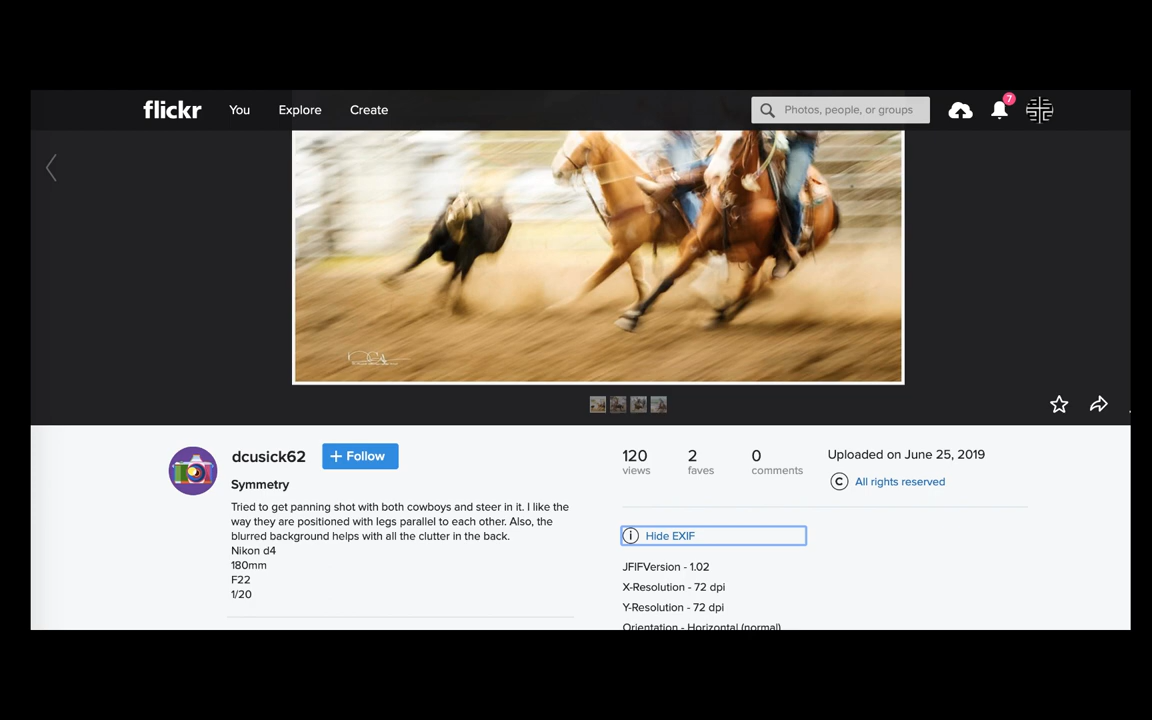 flickr You Explore Create Photos, people, or groups 7
dcusick62 + Follow
Symmetry
Tried to get panning shot with both cowboys and steer in it. I like the
way they are positioned with legs parallel to each other. Also, the
blurred background helps with all the clutter in the back.
Nikon d4
180mm
F22
1/20
120 2 0
views faves comments
Uploaded on June 25, 2019
C All rights reserved
i Hide EXIF
JFIFVersion - 1.02
X-Resolution - 72 dpi
Y-Resolution - 72 dpi
Orientation - Horizontal (normal)